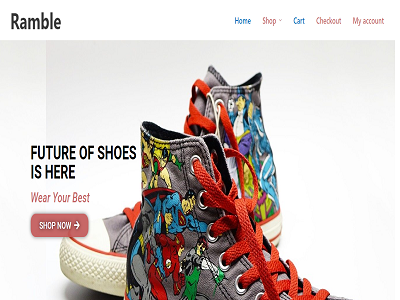 Ramble
Home Shop Cart Checkout My account
FUTURE OF SHOES
IS HERE
Wear Your Best
SHOP NOW